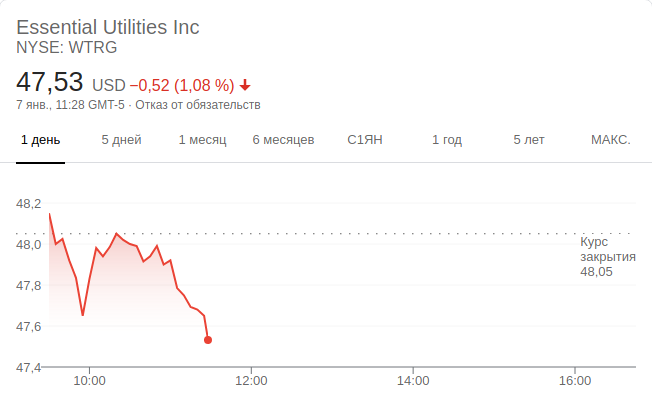 Essential Utilities Inc
NYSE: WTRG
47,53 USD −0,52 (1,08 %)
7 янв., 11:28 GMT-5 · Отказ от обязательств
1 день 5 дней 1 месяц 6 месяцев С1ЯН 1 год 5 лет МАКС.
48,2
48,0
47,8
47,6
47,4
Курс
закрытия
48,05
10:00 12:00 14:00 16:00